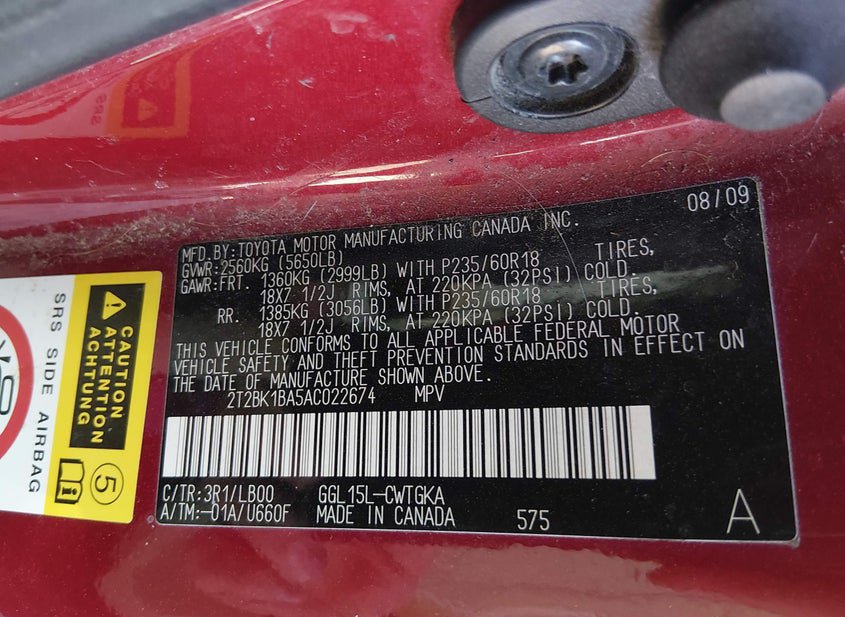 08/09
MFD. BY: TOYOTA MOTOR MANUFACTURING CANADA INC.
GVWR: 2560KG (5650LB)
GAWR: FRT. 1360KG (2999LB) WITH P235/60R18 TIRES,
18X7 1/2J RIMS, AT 220KPA (32PSI) COLD.
RR. 1385KG (3056LB) WITH P235/60R18 TIRES,
18X7 1/2J RIMS, AT 220KPA (32PSI) COLD.
THIS VEHICLE CONFORMS TO ALL APPLICABLE FEDERAL MOTOR
VEHICLE SAFETY AND THEFT PREVENTION STANDARDS IN EFFECT ON
THE DATE OF MANUFACTURE SHOWN ABOVE.
2T2BK1BA5AC022674 MPV
C/TR: 3R1/LB00 GGL15L-CWTGKA
A/TM: -01A/U660F MADE IN CANADA 575 A
SRS SIDE AIRBAG
CAUTION
ATTENTION
ACHTUNG
5